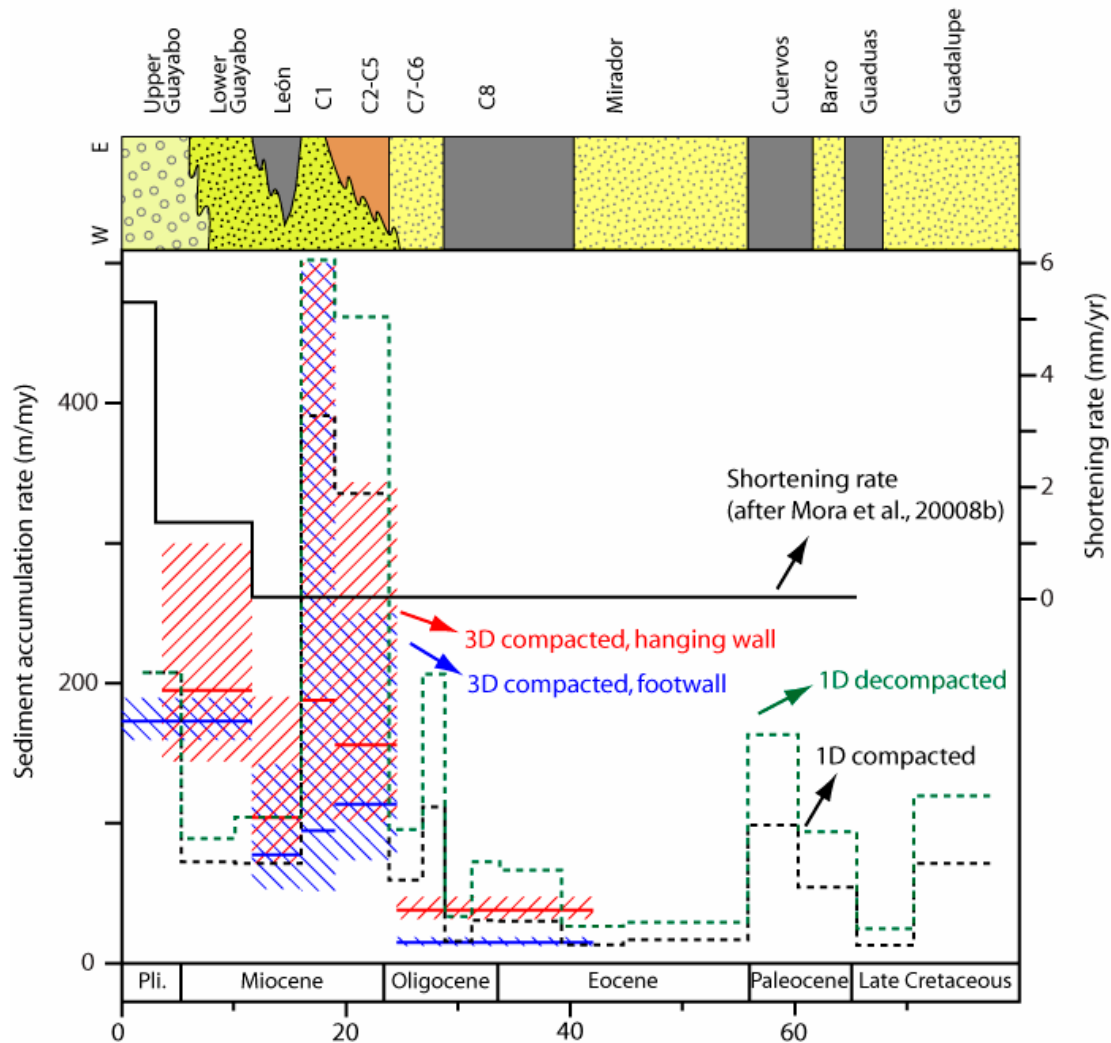 Upper
Guayabo
Lower
Guayabo
León
C1
C2-C5
C7-C6
C8
Mirador
Cuervos
Barco
Guaduas
Guadalupe
E
W
Sediment accumulation rate (m/my)
400
200
0
6
4
2
0
Shortening rate (mm/yr)
Shortening rate
(after Mora et al., 20008b)
3D compacted, hanging wall
3D compacted, footwall
1D decompacted
1D compacted
Pli.
Miocene
Oligocene
Eocene
Paleocene
Late Cretaceous
0
20
40
60